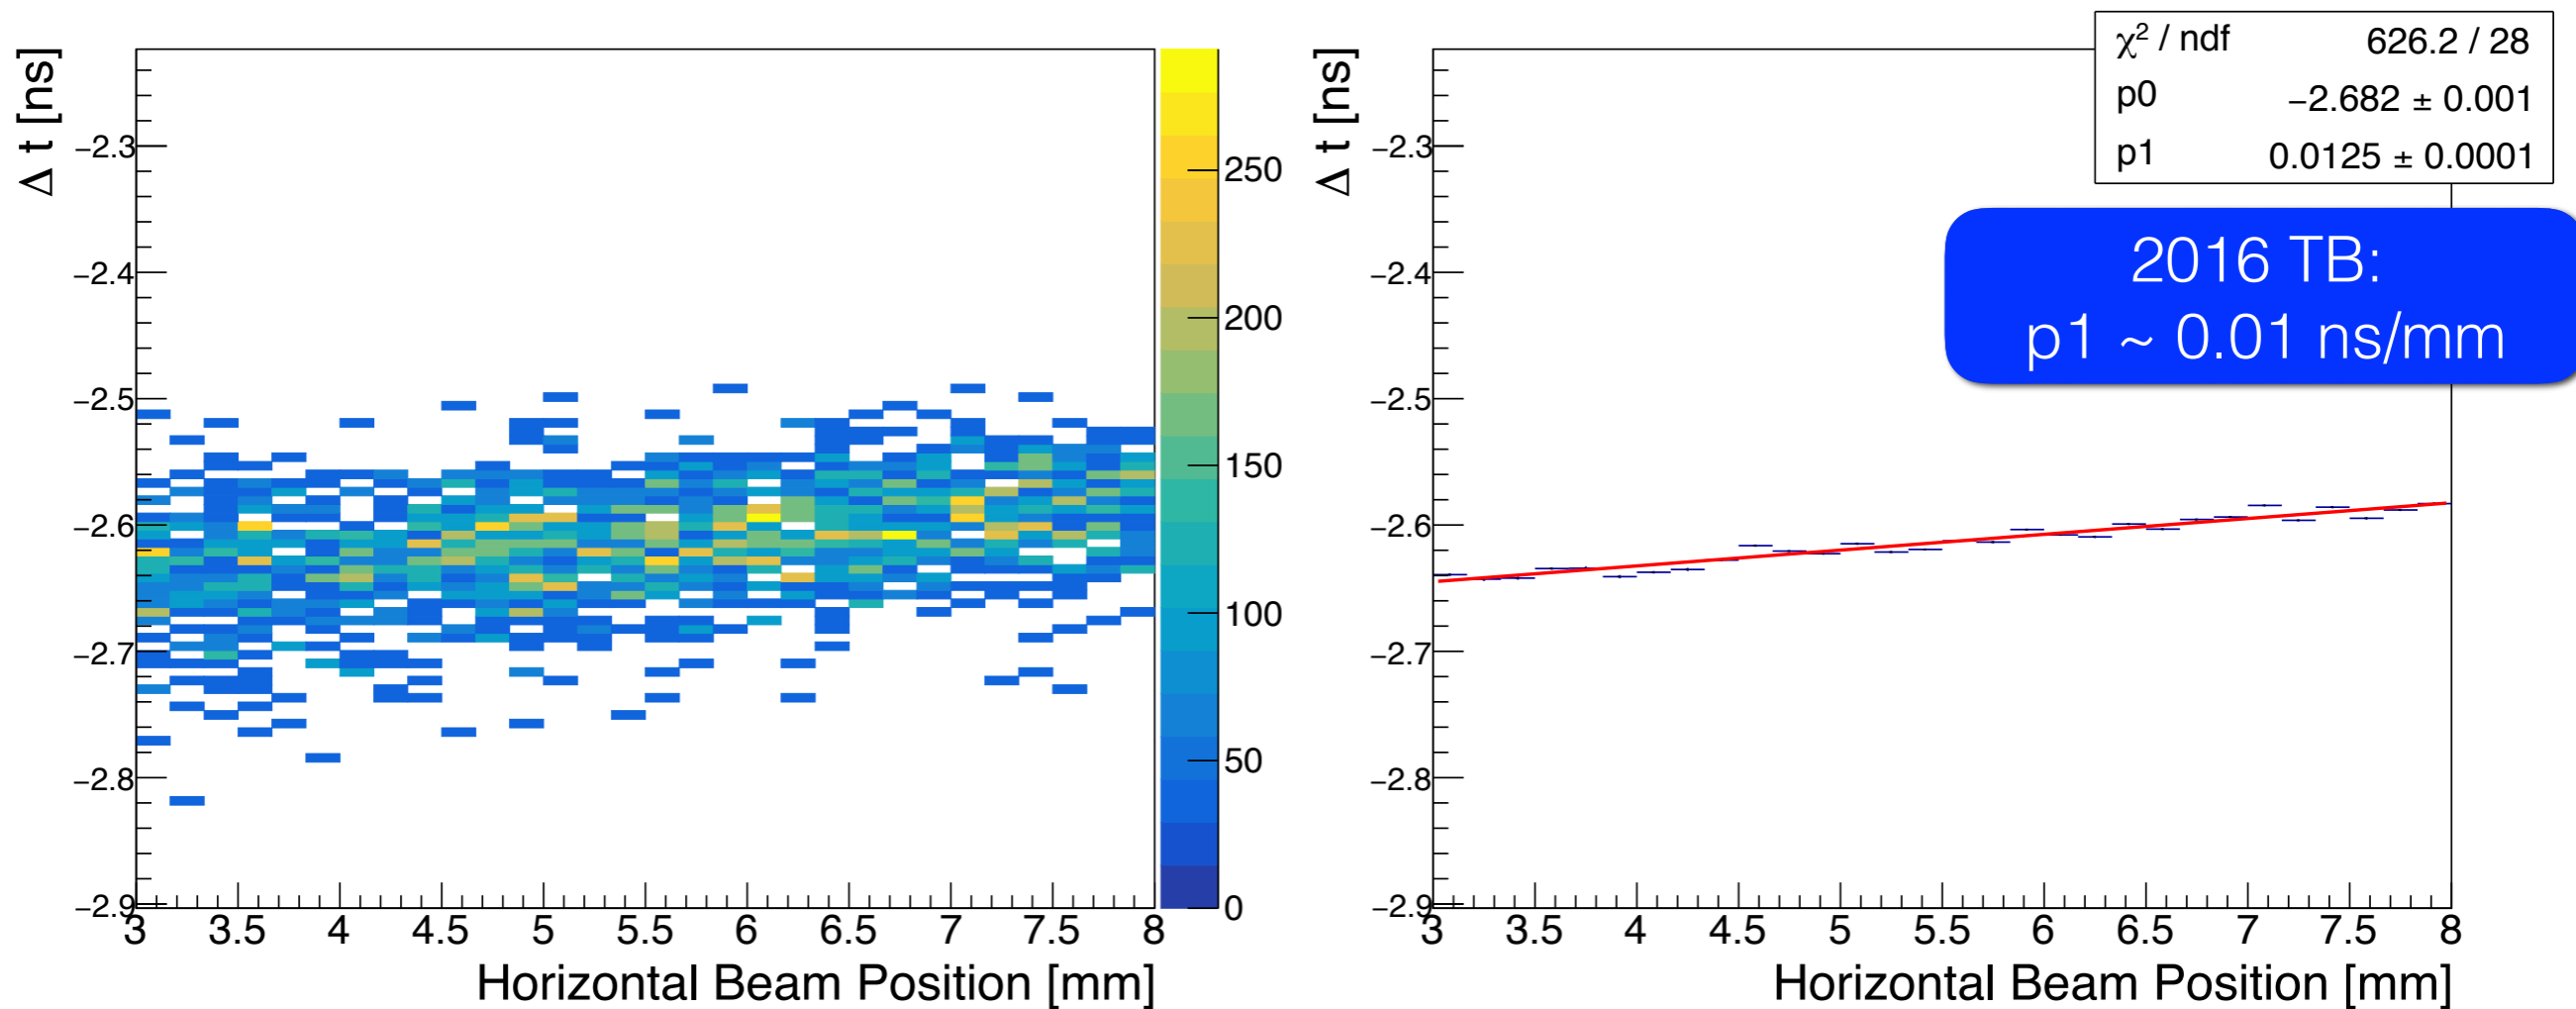 Δ t [ns]
−2.3
−2.4
−2.5
−2.6
−2.7
−2.8
−2.9
3 3.5 4 4.5 5 5.5 6 6.5 7 7.5 8
Horizontal Beam Position [mm]
250
200
150
100
50
0
Δ t [ns]
−2.3
−2.4
−2.5
−2.6
−2.7
−2.8
−2.9
3 3.5 4 4.5 5 5.5 6 6.5 7 7.5 8
Horizontal Beam Position [mm]
χ² / ndf 626.2 / 28
p0 −2.682 ± 0.001
p1 0.0125 ± 0.0001
2016 TB:
p1 ~ 0.01 ns/mm